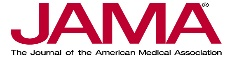 JAMA®
The Journal of the American Medical Association